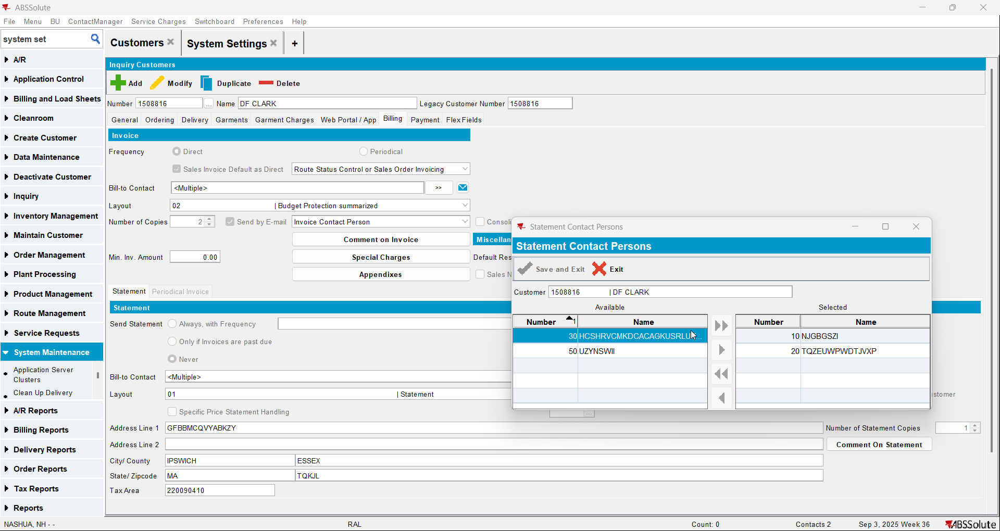 ABSSolute
File Menu BU ContactManager Service Charges Switchboard Preferences Help
system set
Customers System Settings +
A/R
Application Control
Billing and Load Sheets
Cleanroom
Create Customer
Data Maintenance
Deactivate Customer
Inquiry
Inventory Management
Maintain Customer
Order Management
Plant Processing
Product Management
Route Management
Service Requests
System Maintenance
Application Server
Clusters
Clean Up Delivery
A/R Reports
Billing Reports
Delivery Reports
Order Reports
Tax Reports
Reports
Inquiry Customers
Add Modify Duplicate Delete
Number 1508816 ... Name DF CLARK Legacy Customer Number 1508816
General Ordering Delivery Garments Garment Charges Web Portal / App Billing Payment Flex Fields
Invoice
Frequency Direct Periodical
Sales Invoice Default as Direct Route Status Control or Sales Order Invoicing
Bill-to Contact <Multiple> >>
Layout 02 | Budget Protection summarized
Number of Copies 2 Send by E-mail Invoice Contact Person Consoli
Comment on Invoice Miscellan
Min. Inv. Amount 0.00 Special Charges Default Res
Appendixes Sales N
Statement Periodical Invoice
Statement
Send Statement Always, with Frequency
Only if Invoices are past due
Never
Bill-to Contact <Multiple>
Layout 01 | Statement stomer
Specific Price Statement Handling ...
Address Line 1 GFBBMCQVYABKZY Number of Statement Copies 1
Address Line 2 Comment On Statement
City/ County IPSWICH ESSEX
State/ Zipcode MA TQKJL
Tax Area 220090410
Statement Contact Persons
Statement Contact Persons
Save and Exit Exit
Customer 1508816 | DF CLARK
Available Selected
Number 1 Name Number Name
30 HCSHRVCMKDCACAGKUSRLU... 10 NJGBGSZI
50 UZYNSWII 20 TQZEUWPWDTJVXP
NASHUA, NH - - RAL Count: 0 Contacts 2 Sep 3, 2025 Week 36 ABSSolute